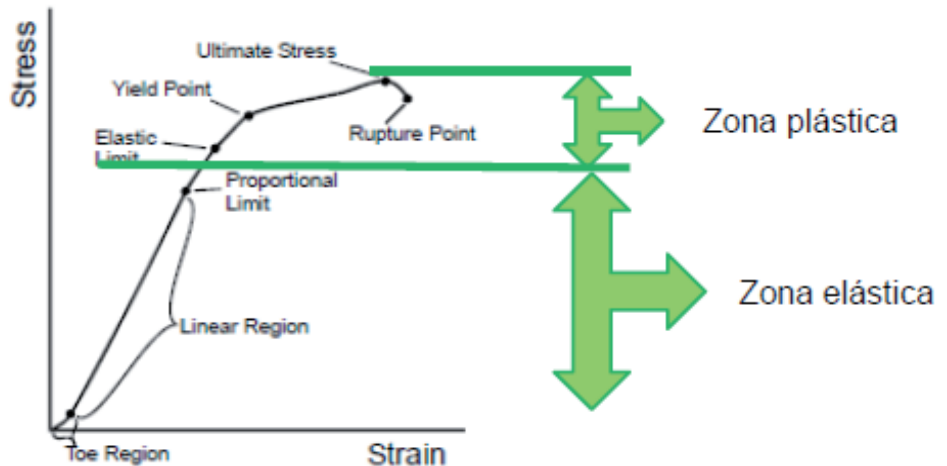 Stress
Ultimate Stress
Yield Point
Rupture Point
Elastic
Limit
Proportional
Limit
Linear Region
Toe Region
Strain
Zona plástica
Zona elástica